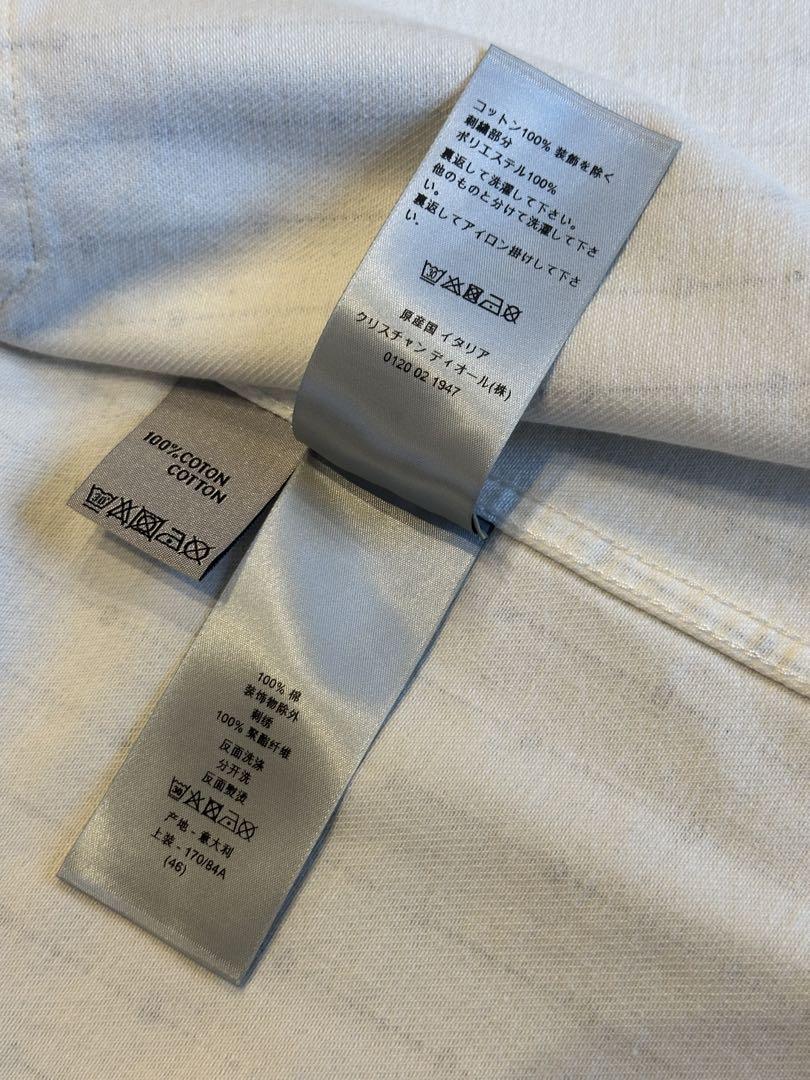 コットン100% 装飾を除く
刺繍部分
ポリエステル100%
裏返して洗濯して下さい。
他のものと分けて洗濯して下さ
い。
裏返してアイロン掛けして下さ
い.
30
原産国 イタリア
クリスチャン ディオール(株)
0120 02 1947
100%COTON
COTTON
30
100% 棉
装饰物除外
刺绣
100% 聚酯纤维
反面洗涤
分开洗
反面熨烫
30
产地 - 意大利
上装 - 170/84A
(46)